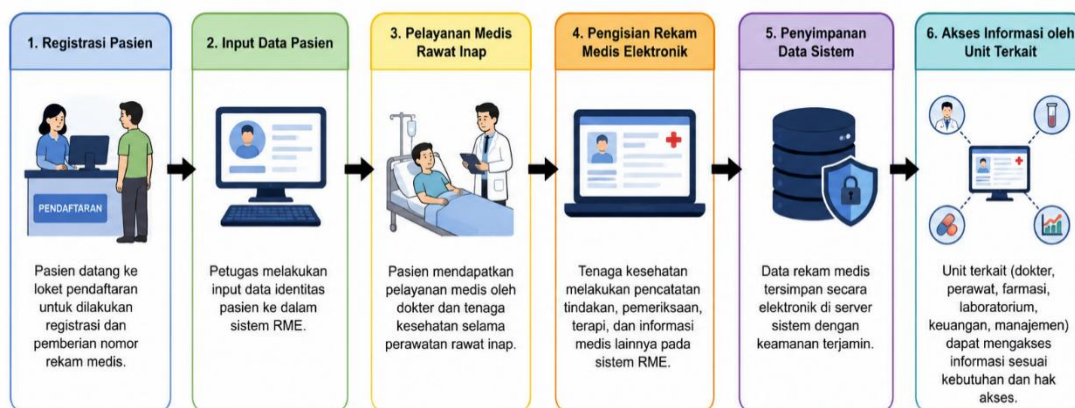 1. Registrasi Pasien
PENDAFTARAN
Pasien datang ke
loket pendaftaran
untuk dilakukan
registrasi dan
pemberian nomor
rekam medis.
2. Input Data Pasien
Petugas melakukan
input data identitas
pasien ke dalam
sistem RME.
3. Pelayanan Medis
Rawat Inap
Pasien mendapatkan
pelayanan medis oleh
dokter dan tenaga
kesehatan selama
perawatan rawat inap.
4. Pengisian Rekam
Medis Elektronik
Tenaga kesehatan
melakukan pencatatan
tindakan, pemeriksaan,
terapi, dan informasi
medis lainnya pada
sistem RME.
5. Penyimpanan
Data Sistem
Data rekam medis
tersimpan secara
elektronik di server
sistem dengan
keamanan terjamin.
6. Akses Informasi oleh
Unit Terkait
Unit terkait (dokter,
perawat, farmasi,
laboratorium,
keuangan, manajemen)
dapat mengakses
informasi sesuai
kebutuhan dan hak
akses.